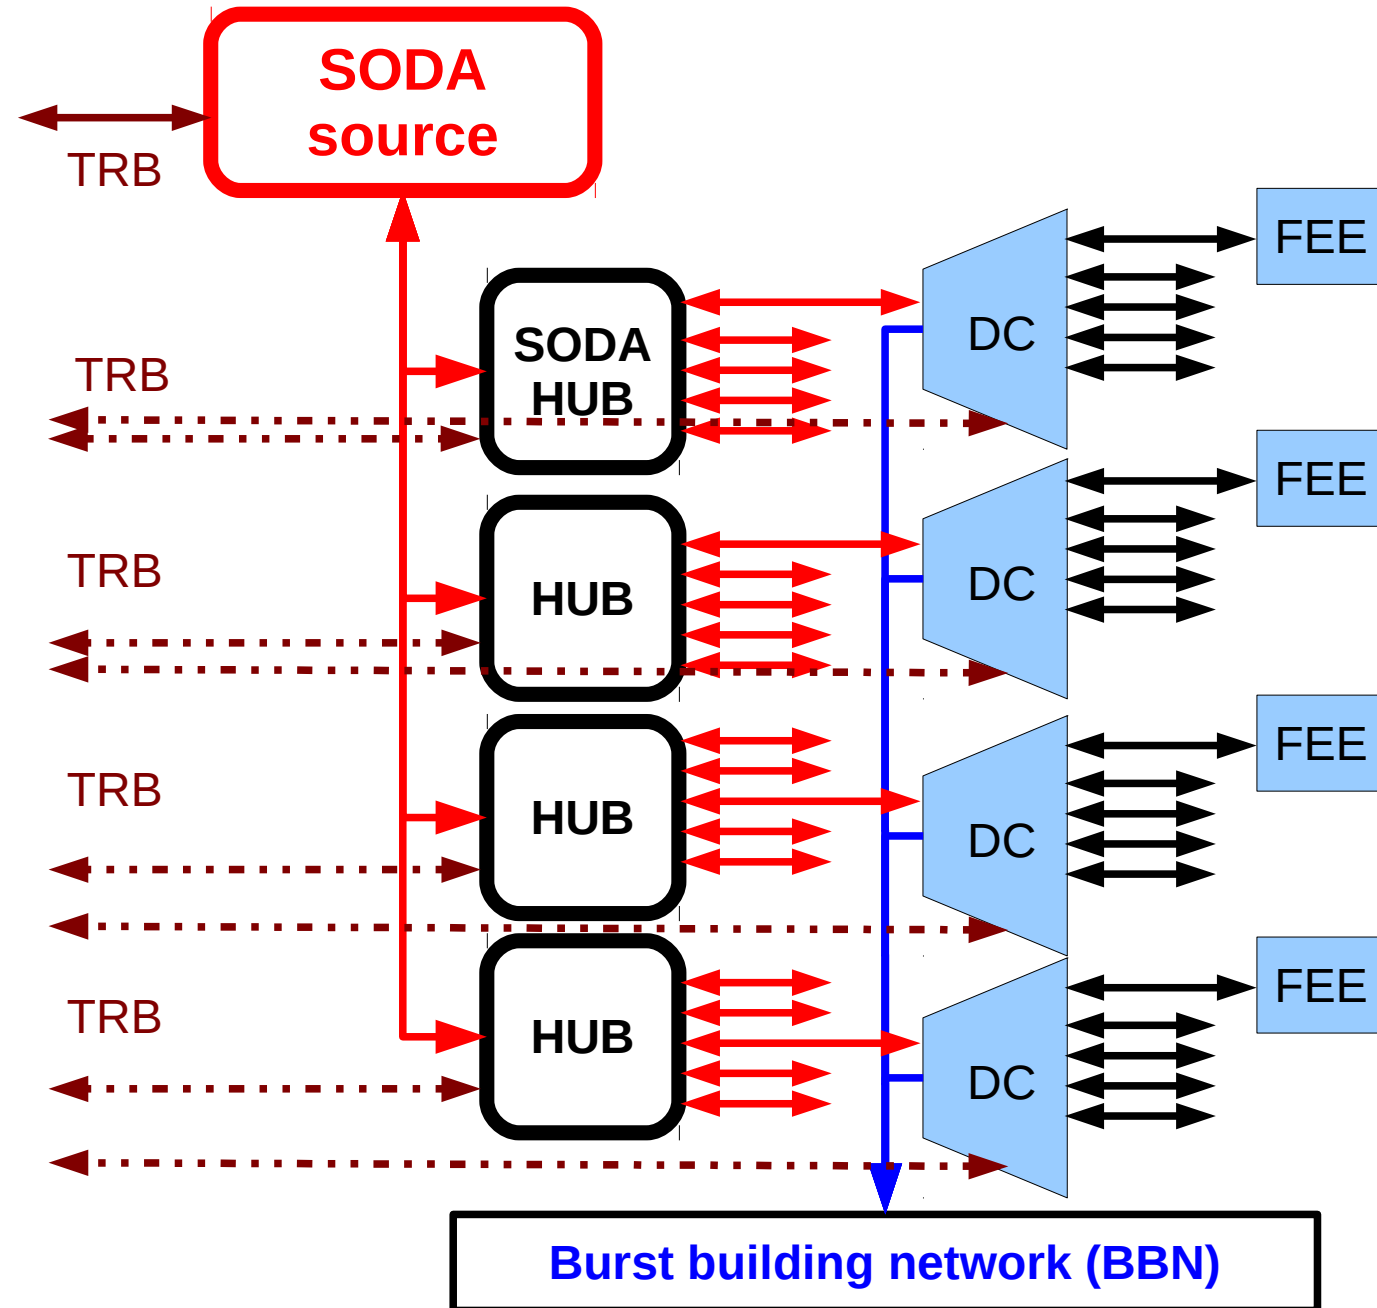 SODA
source
TRB
FEE
DC
SODA
HUB
TRB
FEE
DC
HUB
TRB
FEE
DC
HUB
TRB
FEE
DC
HUB
TRB
Burst building network (BBN)